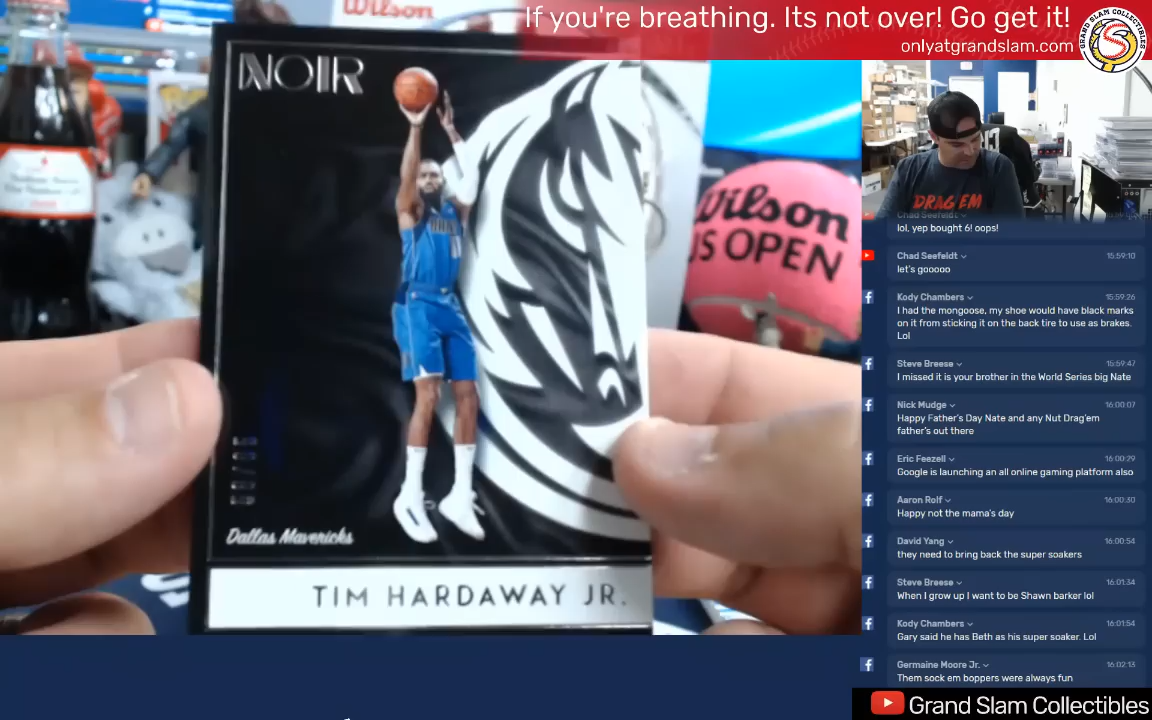 If you're breathing. Its not over! Go get it!
onlyatgrandslam.com
GRAND SLAM COLLECTIBLES
Wilson
NOIR
Wilson
IS OPEN
DRAG EM
Dallas Mavericks
TIM HARDAWAY JR.
Chad Seefeldt
lol, yep bought 6! oops!
Chad Seefeldt 15:59:10
let's gooooo
Kody Chambers 15:59:26
I had the mongoose, my shoe would have black marks
on it from sticking it on the back tire to use as brakes.
Lol
Steve Breese 15:59:47
I missed it is your brother in the World Series big Nate
Nick Mudge 16:00:07
Happy Father's Day Nate and any Nut Drag'em
father's out there
Eric Feezell 16:00:29
Google is launching an all online gaming platform also
Aaron Rolf 16:00:30
Happy not the mama's day
David Yang 16:00:54
they need to bring back the super soakers
Steve Breese 16:01:34
When I grow up I want to be Shawn barker lol
Kody Chambers 16:01:54
Gary said he has Beth as his super soaker. Lol
Germaine Moore Jr. 16:02:13
Them sock em boppers were always fun
Grand Slam Collectibles